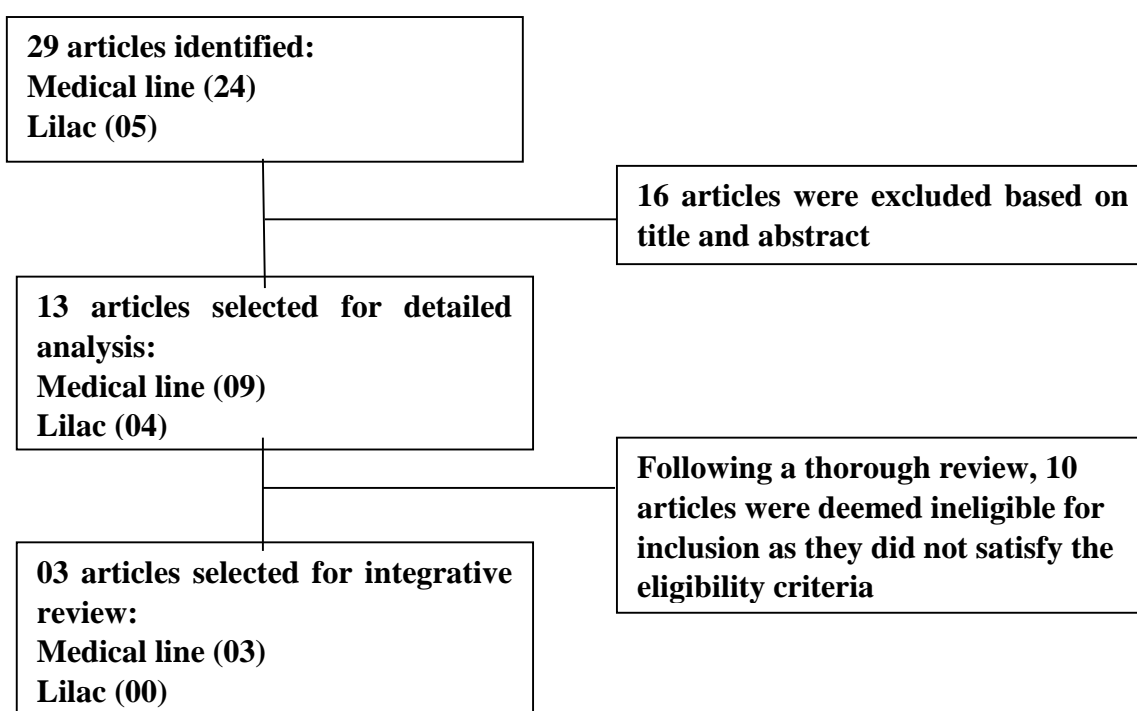 29 articles identified:
Medical line (24)
Lilac (05)
16 articles were excluded based on
title and abstract
13 articles selected for detailed
analysis:
Medical line (09)
Lilac (04)
Following a thorough review, 10
articles were deemed ineligible for
inclusion as they did not satisfy the
eligibility criteria
03 articles selected for integrative
review:
Medical line (03)
Lilac (00)